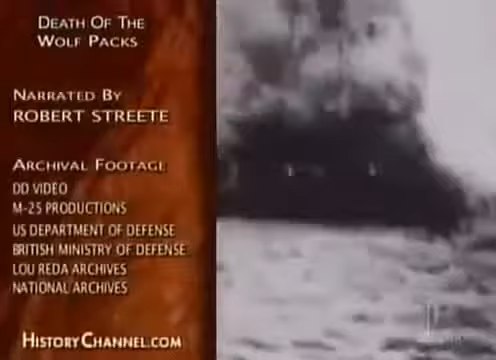 DEATH OF THE
WOLF PACKS
NARRATED BY
ROBERT STREETE
ARCHIVAL FOOTAGE
DD VIDEO
M-25 PRODUCTIONS
US DEPARTMENT OF DEFENSE
BRITISH MINISTRY OF DEFENSE
LOU REDA ARCHIVES
NATIONAL ARCHIVES
HISTORYCHANNEL.COM